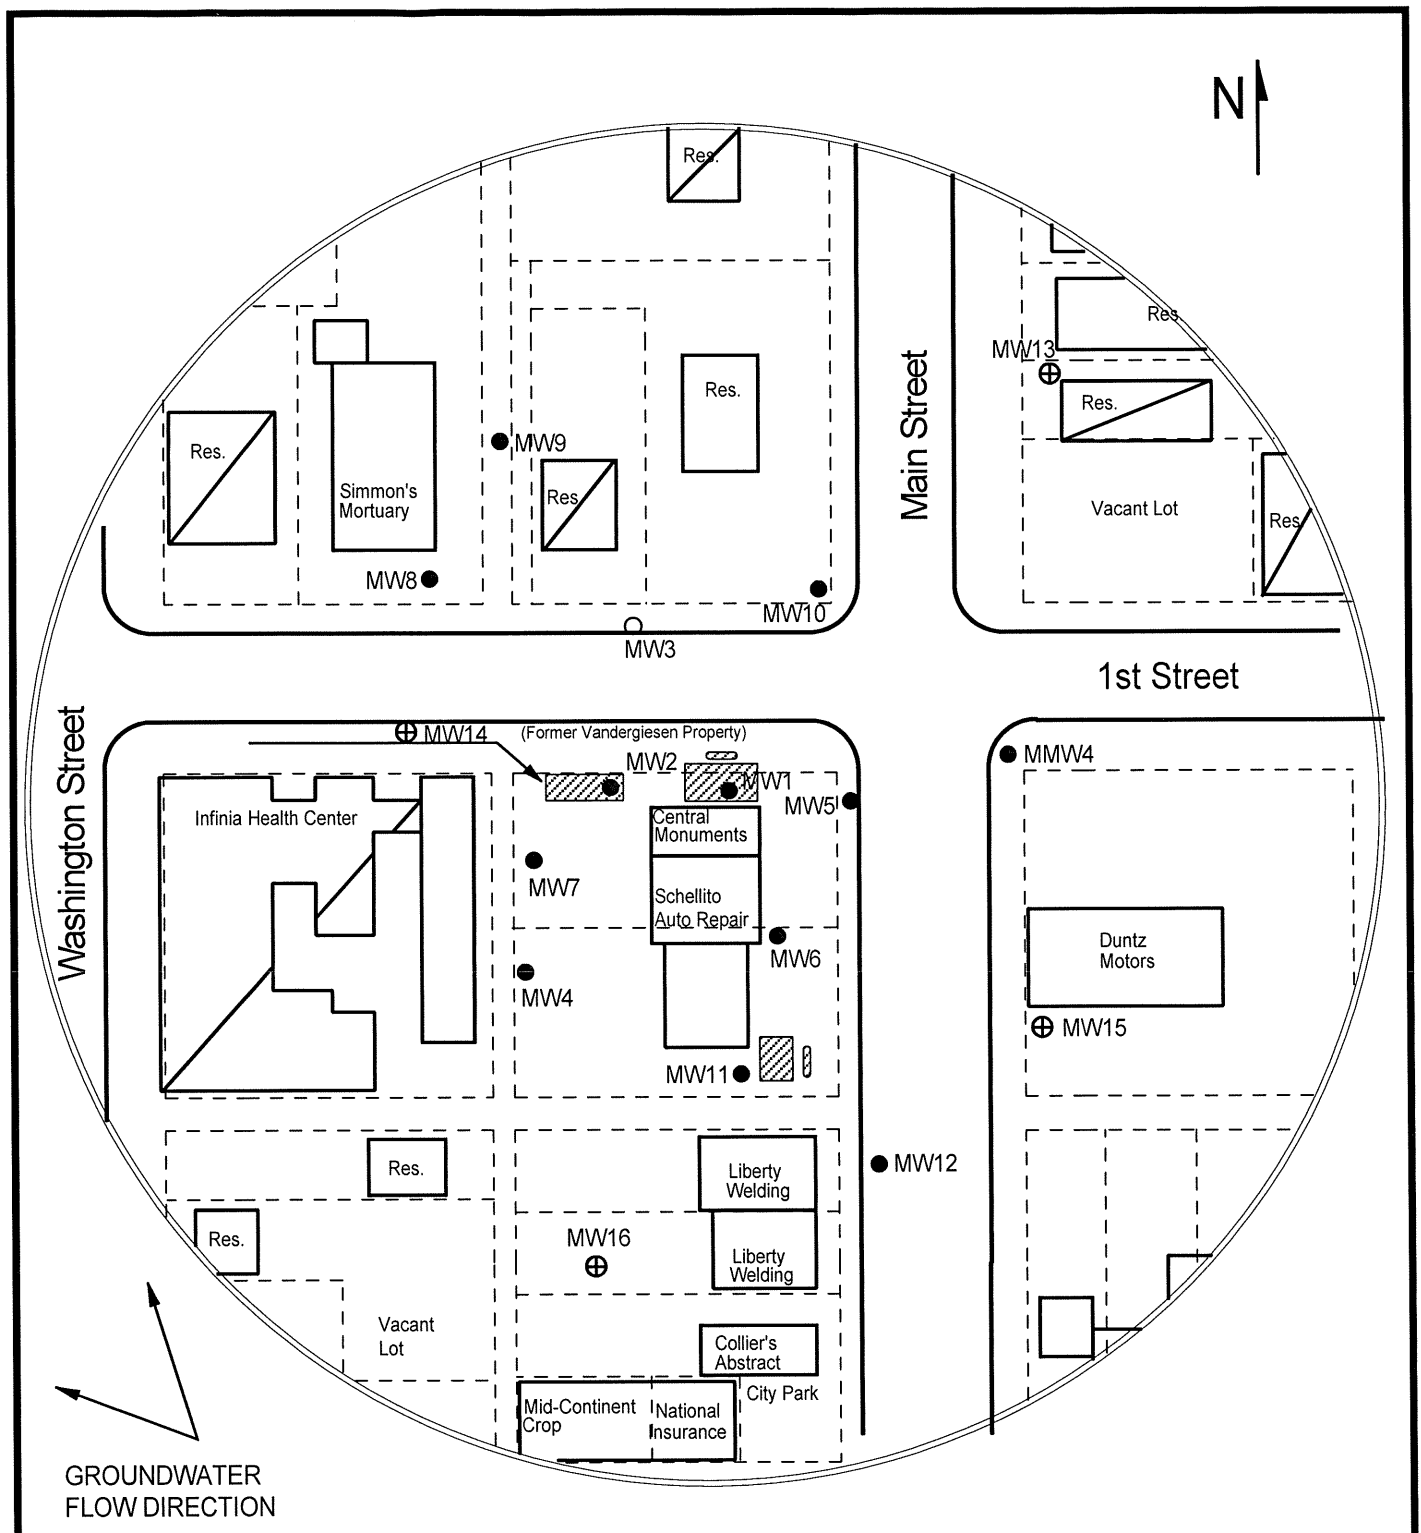 N
Res.
Res.
MW13
Res.
Res.
Main Street
MW9
Res.
Simmon's
Mortuary
Res.
Vacant Lot
Res.
MW8
MW10
MW3
1st Street
Washington Street
MW14
(Former Vandergiesen Property)
MW2
MW1
MW5
MMW4
Infinia Health Center
Central
Monuments
MW7
Schellito
Auto Repair
MW6
Duntz
Motors
MW4
MW15
MW11
MW12
Res.
Liberty
Welding
Res.
MW16
Liberty
Welding
Vacant
Lot
Collier's
Abstract
City Park
Mid-Continent
Crop
National
Insurance
GROUNDWATER
FLOW DIRECTION